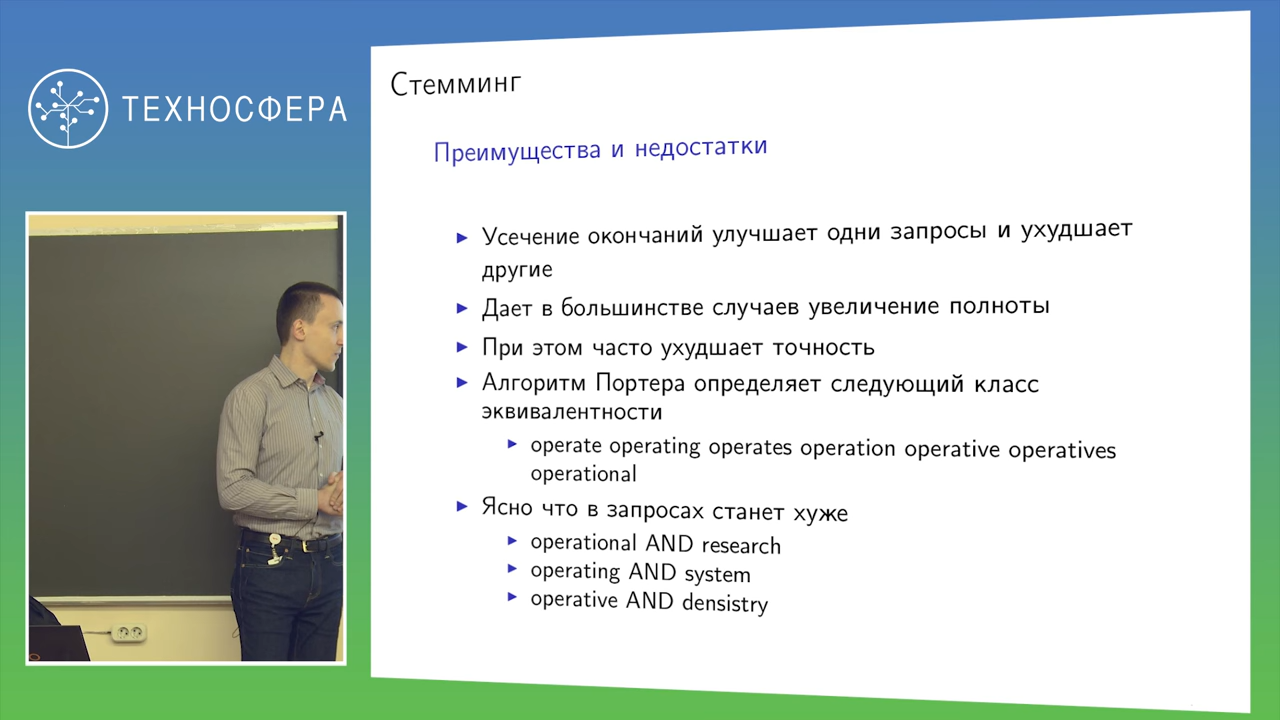 ТЕХНОСФЕРА
Стемминг
Преимущества и недостатки
Усечение окончаний улучшает одни запросы и ухудшает
другие
Дает в большинстве случаев увеличение полноты
При этом часто ухудшает точность
Алгоритм Портера определяет следующий класс
эквивалентности
operate operating operates operation operative operatives
operational
Ясно что в запросах станет хуже
operational AND research
operating AND system
operative AND densistry